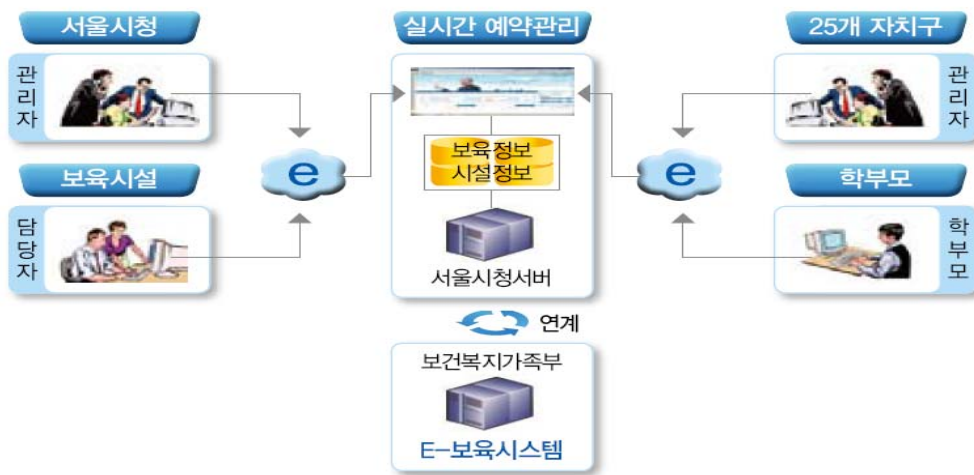 서울시청
관리자
보육시설
담당자
실시간 예약관리
보육정보
시설정보
서울시청서버
연계
보건복지가족부
E-보육시스템
25개 자치구
관리자
학부모
학부모
e
e